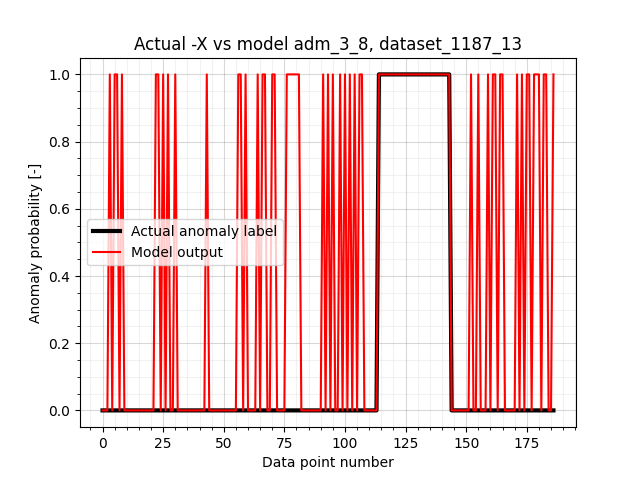 Actual -X vs model adm_3_8, dataset_1187_13
Anomaly probability [-]
1.0
0.8
0.6
0.4
0.2
0.0
Actual anomaly label
Model output
0 25 50 75 100 125 150 175
Data point number